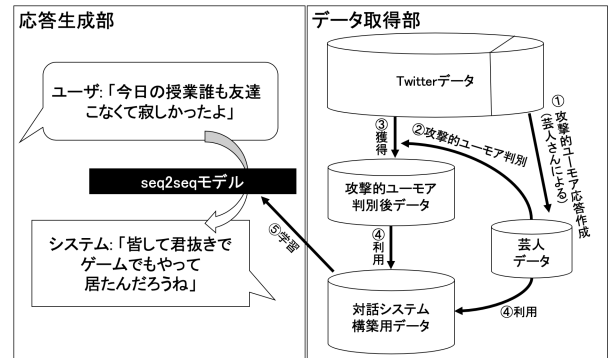 応答生成部
ユーザ:「今日の授業誰も友達
こなくて寂しかったよ」
seq2seqモデル
システム:「皆して君抜きで
ゲームでもやって
居たんだろうね」
データ取得部
Twitterデータ
①攻撃的ユーモア応答作成
(芸人さんによる)
②攻撃的ユーモア判別
③獲得
攻撃的ユーモア
判別後データ
芸人
データ
④利用
④利用
⑤学習
対話システム
構築用データ